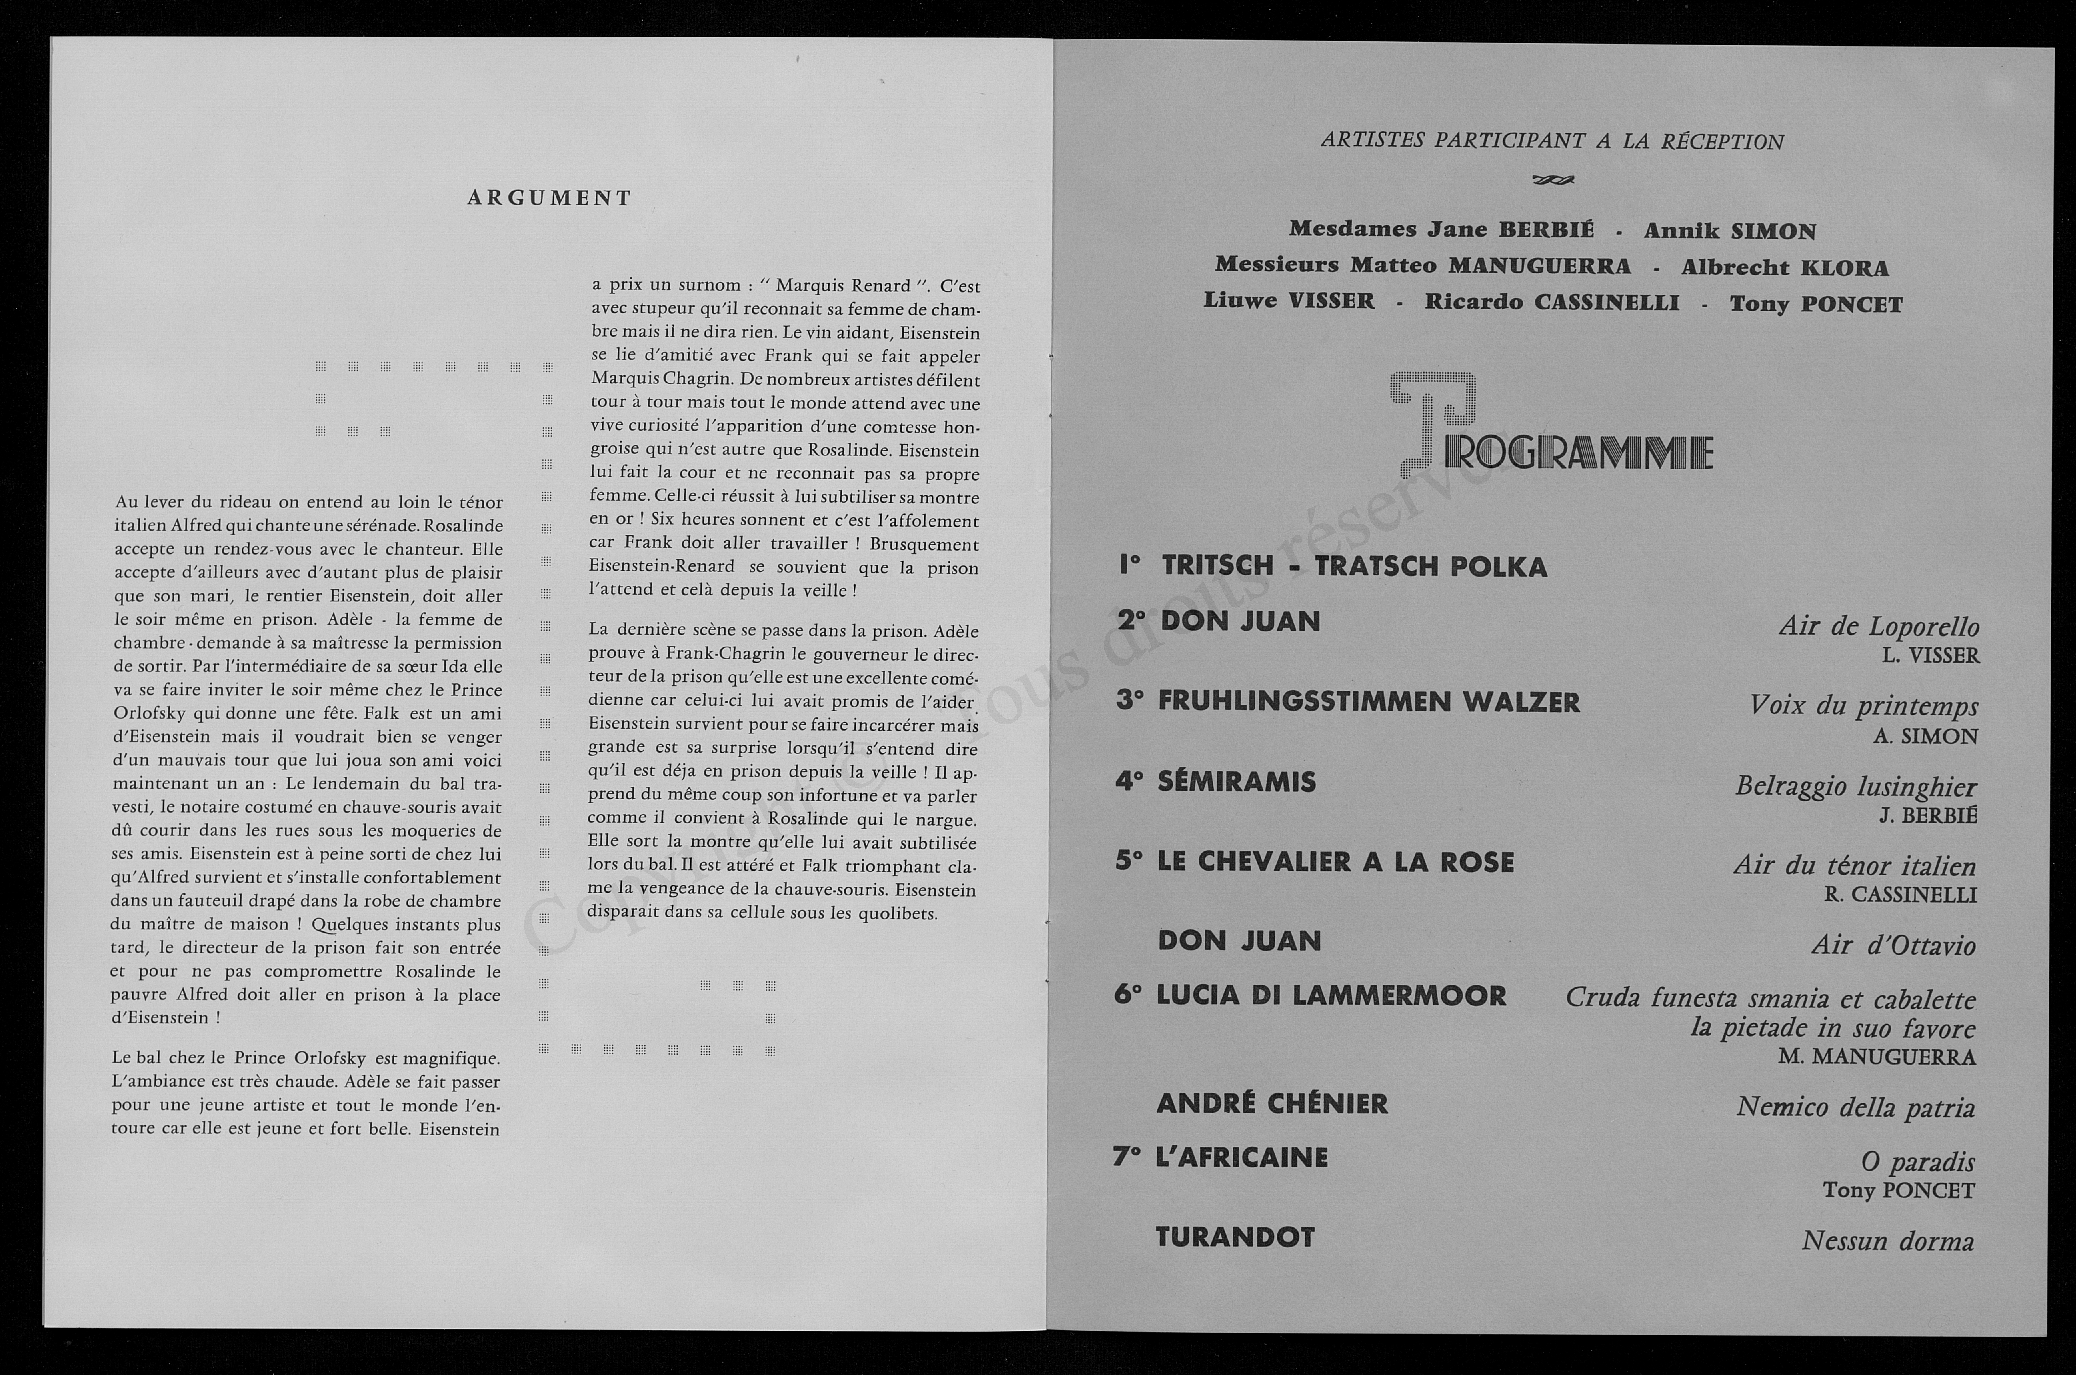 ARGUMENT
Au lever du rideau on entend au loin le ténor
italien Alfred qui chante une sérénade. Rosalinde
accepte un rendez-vous avec le chanteur. Elle
accepte d'ailleurs avec d'autant plus de plaisir
que son mari, le rentier Eisenstein, doit aller
le soir même en prison. Adèle - la femme de
chambre - demande à sa maîtresse la permission
de sortir. Par l'intermédiaire de sa sœur Ida elle
va se faire inviter le soir même chez le Prince
Orlofsky qui donne une fête. Falk est un ami
d'Eisenstein mais il voudrait bien se venger
d'un mauvais tour que lui joua son ami voici
maintenant un an : Le lendemain du bal tra-
vesti, le notaire costumé en chauve-souris avait
dû courir dans les rues sous les moqueries de
ses amis. Eisenstein est à peine sorti de chez lui
qu'Alfred survient et s'installe confortablement
dans un fauteuil drapé dans la robe de chambre
du maître de maison ! Quelques instants plus
tard, le directeur de la prison fait son entrée
et pour ne pas compromettre Rosalinde le
pauvre Alfred doit aller en prison à la place
d'Eisenstein !
Le bal chez le Prince Orlofsky est magnifique.
L'ambiance est très chaude. Adèle se fait passer
pour une jeune artiste et tout le monde l'en-
toure car elle est jeune et fort belle. Eisenstein
a prix un surnom : " Marquis Renard ". C'est
avec stupeur qu'il reconnait sa femme de cham-
bre mais il ne dira rien. Le vin aidant, Eisenstein
se lie d'amitié avec Frank qui se fait appeler
Marquis Chagrin. De nombreux artistes défilent
tour à tour mais tout le monde attend avec une
vive curiosité l'apparition d'une comtesse hon-
groise qui n'est autre que Rosalinde. Eisenstein
lui fait la cour et ne reconnait pas sa propre
femme. Celle-ci réussit à lui subtiliser sa montre
en or ! Six heures sonnent et c'est l'affolement
car Frank doit aller travailler ! Brusquement
Eisenstein-Renard se souvient que la prison
l'attend et celà depuis la veille !
La dernière scène se passe dans la prison. Adèle
prouve à Frank-Chagrin le gouverneur le direc-
teur de la prison qu'elle est une excellente comé-
dienne car celui-ci lui avait promis de l'aider.
Eisenstein survient pour se faire incarcérer mais
grande est sa surprise lorsqu'il s'entend dire
qu'il est déja en prison depuis la veille ! Il ap-
prend du même coup son infortune et va parler
comme il convient à Rosalinde qui le nargue.
Elle sort la montre qu'elle lui avait subtilisée
lors du bal. Il est attéré et Falk triomphant cla-
me la vengeance de la chauve-souris. Eisenstein
disparait dans sa cellule sous les quolibets.
ARTISTES PARTICIPANT A LA RÉCEPTION
Mesdames Jane BERBIÉ - Annik SIMON
Messieurs Matteo MANUGUERRA - Albrecht KLORA
Liuwe VISSER - Ricardo CASSINELLI - Tony PONCET
PROGRAMME
1° TRITSCH - TRATSCH POLKA
2° DON JUAN Air de Loporello
L. VISSER
3° FRUHLINGSSTIMMEN WALZER Voix du printemps
A. SIMON
4° SÉMIRAMIS Belraggio lusinghier
J. BERBIÉ
5° LE CHEVALIER A LA ROSE Air du ténor italien
R. CASSINELLI
DON JUAN Air d'Ottavio
6° LUCIA DI LAMMERMOOR Cruda funesta smania et cabalette
la pietade in suo favore
M. MANUGUERRA
ANDRÉ CHÉNIER Nemico della patria
7° L'AFRICAINE O paradis
Tony PONCET
TURANDOT Nessun dorma
Copyright © Tous droits réservés